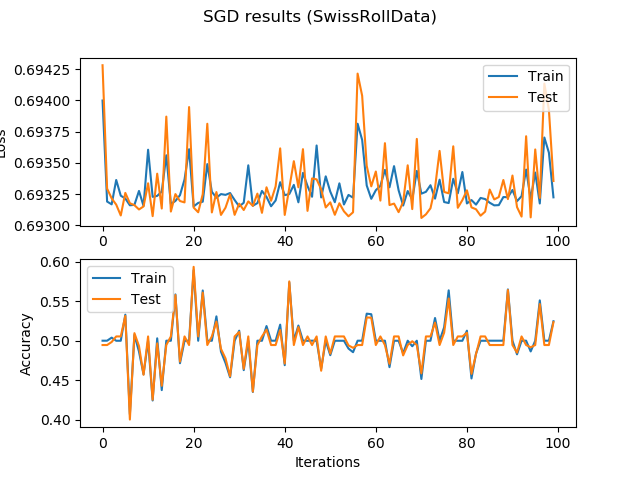 SGD results (SwissRollData)
0.69425
0.69400
0.69375
0.69350
0.69325
0.69300
Loss
Train
Test
0 20 40 60 80 100
0.60
0.55
0.50
0.45
0.40
Accuracy
Train
Test
0 20 40 60 80 100
Iterations